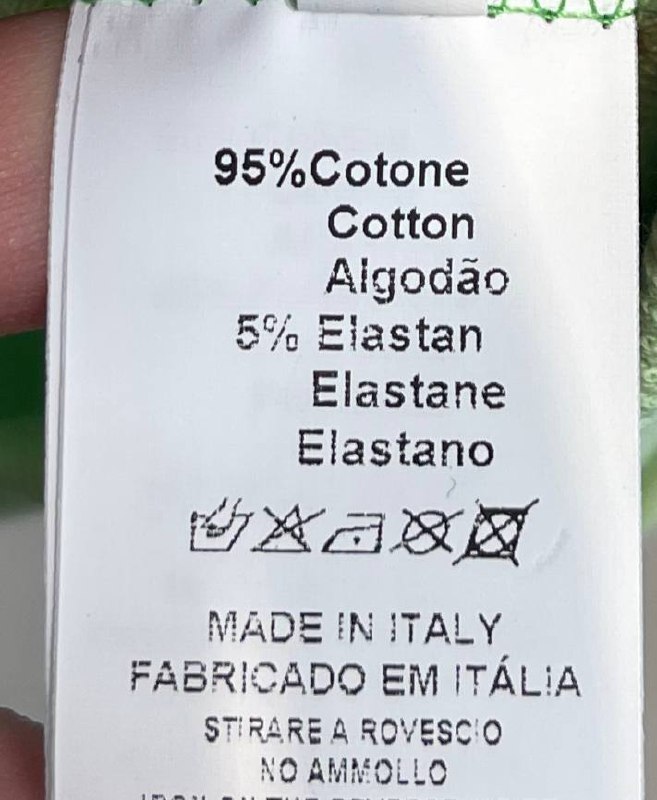 95%Cotone
Cotton
Algodão
5% Elastan
Elastane
Elastano
MADE IN ITALY
FABRICADO EM ITÁLIA
STIRARE A ROVESCIO
NO AMMOLLO